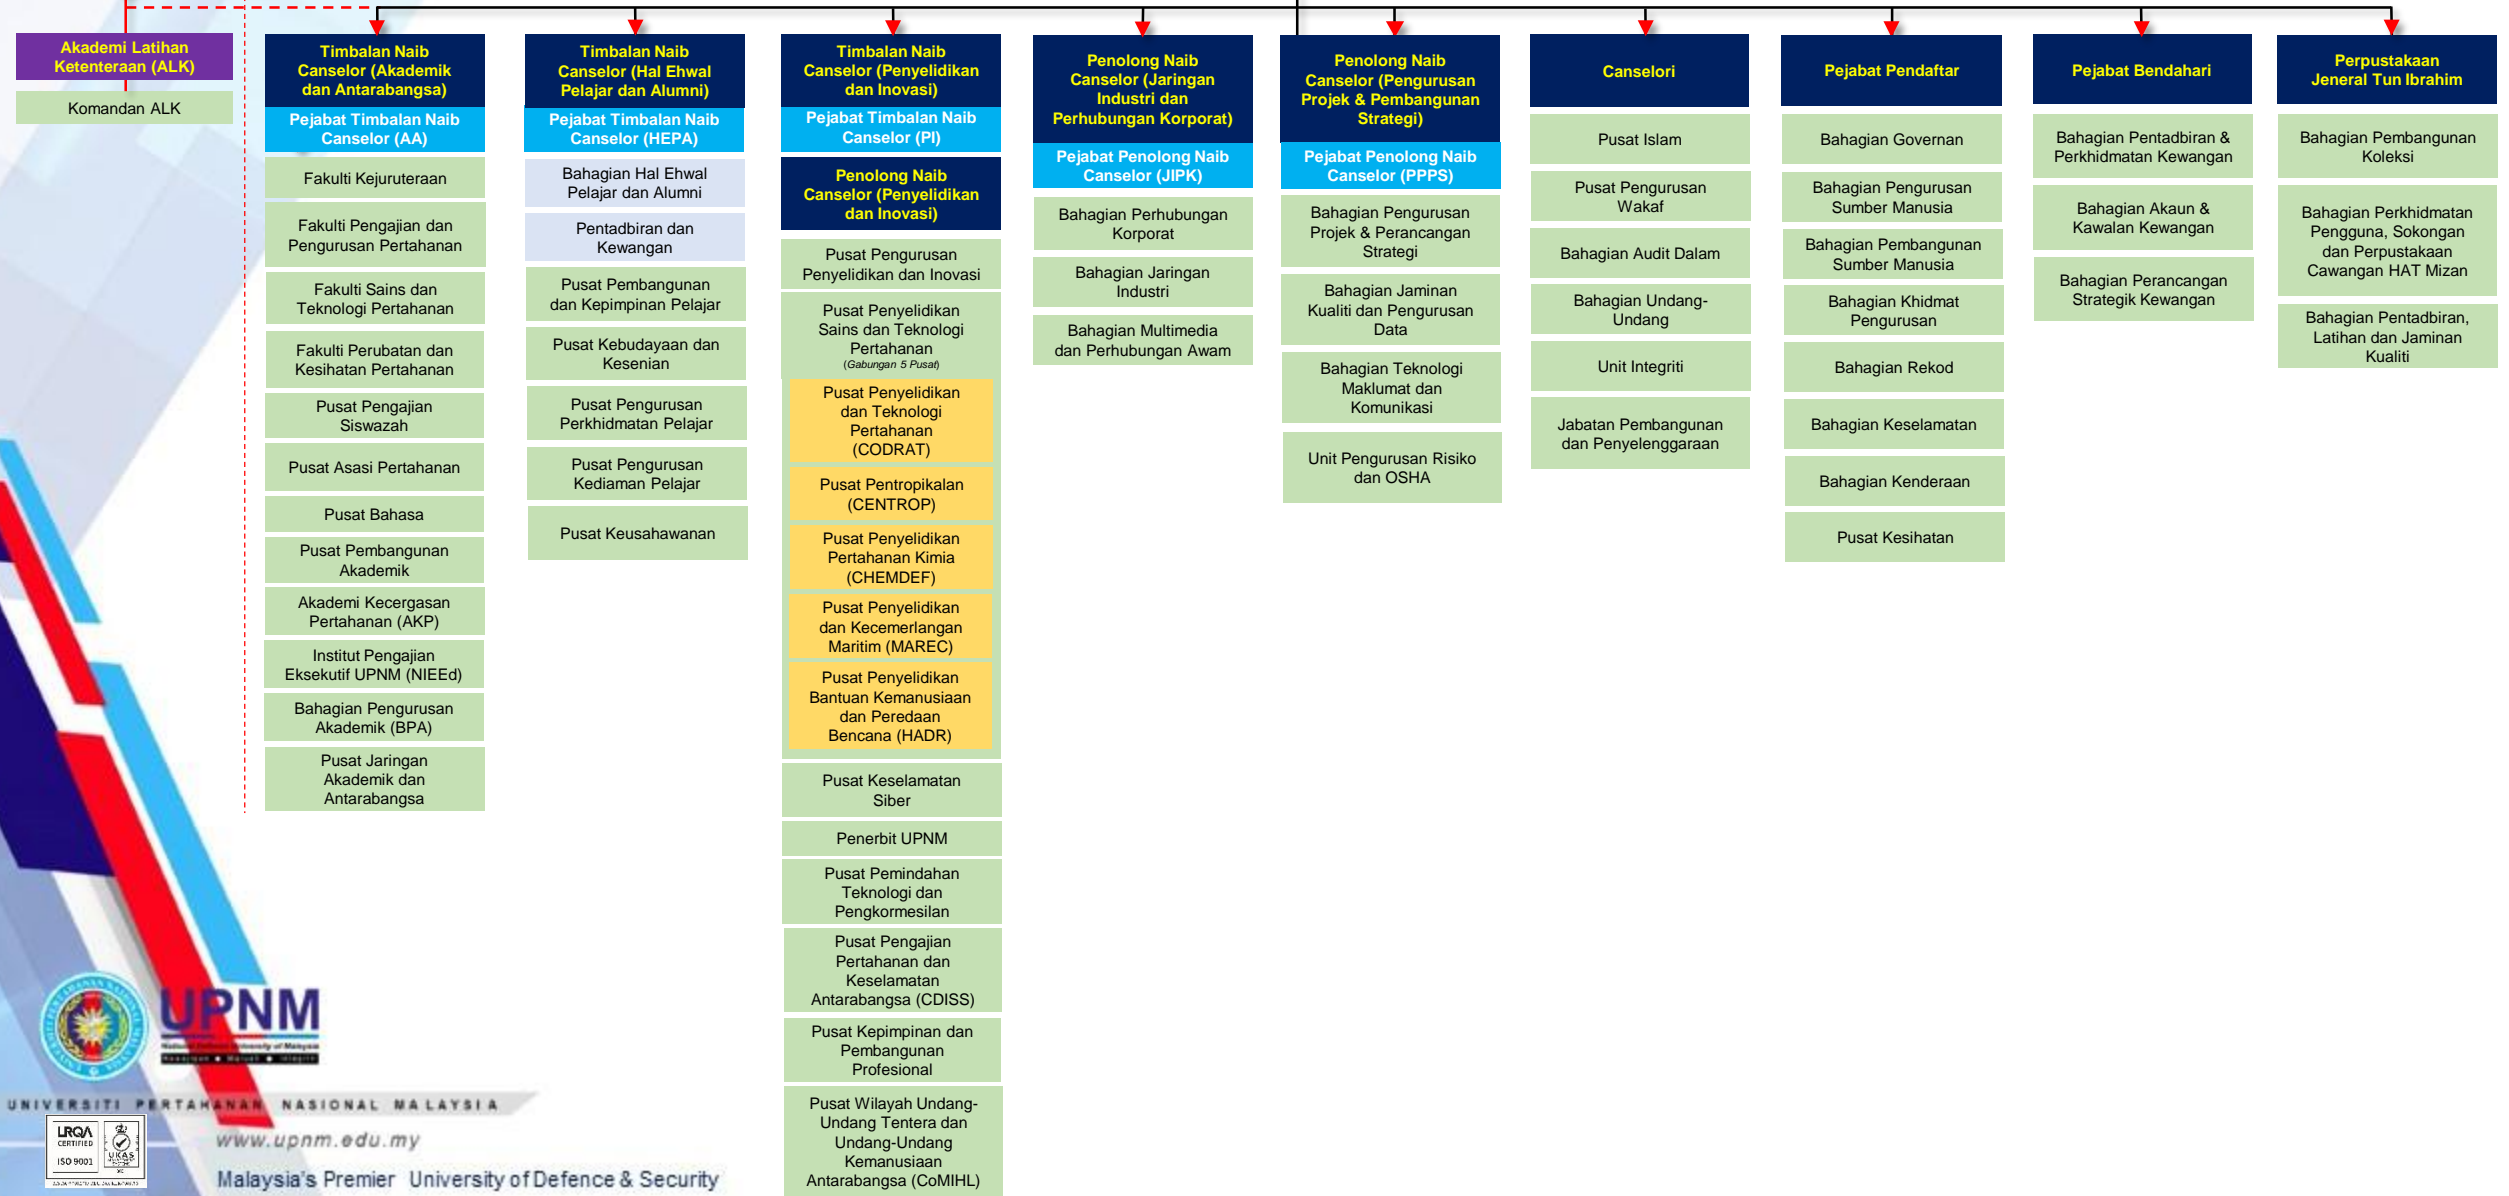 Akademi Latihan
Ketenteraan (ALK)
Komandan ALK
Timbalan Naib
Canselor (Akademik
dan Antarabangsa)
Pejabat Timbalan Naib
Canselor (AA)
Fakulti Kejuruteraan
Fakulti Pengajian dan
Pengurusan Pertahanan
Fakulti Sains dan
Teknologi Pertahanan
Fakulti Perubatan dan
Kesihatan Pertahanan
Pusat Pengajian
Siswazah
Pusat Asasi Pertahanan
Pusat Bahasa
Pusat Pembangunan
Akademik
Akademi Kecergasan
Pertahanan (AKP)
Institut Pengajian
Eksekutif UPNM (NIEEd)
Bahagian Pengurusan
Akademik (BPA)
Pusat Jaringan
Akademik dan
Antarabangsa
Timbalan Naib
Canselor (Hal Ehwal
Pelajar dan Alumni)
Pejabat Timbalan Naib
Canselor (HEPA)
Bahagian Hal Ehwal
Pelajar dan Alumni
Pentadbiran dan
Kewangan
Pusat Pembangunan
dan Kepimpinan Pelajar
Pusat Kebudayaan dan
Kesenian
Pusat Pengurusan
Perkhidmatan Pelajar
Pusat Pengurusan
Kediaman Pelajar
Pusat Keusahawanan
Timbalan Naib
Canselor (Penyelidikan
dan Inovasi)
Pejabat Timbalan Naib
Canselor (PI)
Penolong Naib
Canselor (Penyelidikan
dan Inovasi)
Pusat Pengurusan
Penyelidikan dan Inovasi
Pusat Penyelidikan
Sains dan Teknologi
Pertahanan
(Gabungan 5 Pusat)
Pusat Penyelidikan
dan Teknologi
Pertahanan
(CODRAT)
Pusat Pentropikalan
(CENTROP)
Pusat Penyelidikan
Pertahanan Kimia
(CHEMDEF)
Pusat Penyelidikan
dan Kecemerlangan
Maritim (MAREC)
Pusat Penyelidikan
Bantuan Kemanusiaan
dan Peredaan
Bencana (HADR)
Pusat Keselamatan
Siber
Penerbit UPNM
Pusat Pemindahan
Teknologi dan
Pengkormesilan
Pusat Pengajian
Pertahanan dan
Keselamatan
Antarabangsa (CDISS)
Pusat Kepimpinan dan
Pembangunan
Profesional
Pusat Wilayah Undang-
Undang Tentera dan
Undang-Undang
Kemanusiaan
Antarabangsa (CoMIHL)
Penolong Naib
Canselor (Jaringan
Industri dan
Perhubungan Korporat)
Pejabat Penolong Naib
Canselor (JIPK)
Bahagian Perhubungan
Korporat
Bahagian Jaringan
Industri
Bahagian Multimedia
dan Perhubungan Awam
Penolong Naib
Canselor (Pengurusan
Projek & Pembangunan
Strategi)
Pejabat Penolong Naib
Canselor (PPPS)
Bahagian Pengurusan
Projek & Perancangan
Strategi
Bahagian Jaminan
Kualiti dan Pengurusan
Data
Bahagian Teknologi
Maklumat dan
Komunikasi
Unit Pengurusan Risiko
dan OSHA
Canselori
Pusat Islam
Pusat Pengurusan
Wakaf
Bahagian Audit Dalam
Bahagian Undang-
Undang
Unit Integriti
Jabatan Pembangunan
dan Penyelenggaraan
Pejabat Pendaftar
Bahagian Governan
Bahagian Pengurusan
Sumber Manusia
Bahagian Pembangunan
Sumber Manusia
Bahagian Khidmat
Pengurusan
Bahagian Rekod
Bahagian Keselamatan
Bahagian Kenderaan
Pusat Kesihatan
Pejabat Bendahari
Bahagian Pentadbiran &
Perkhidmatan Kewangan
Bahagian Akaun &
Kawalan Kewangan
Bahagian Perancangan
Strategik Kewangan
Perpustakaan
Jeneral Tun Ibrahim
Bahagian Pembangunan
Koleksi
Bahagian Perkhidmatan
Pengguna, Sokongan
dan Perpustakaan
Cawangan HAT Mizan
Bahagian Pentadbiran,
Latihan dan Jaminan
Kualiti
UPNM
National Defence University of Malaysia
UNIVERSITI PERTAHANAN NASIONAL MALAYSIA
LRQA
CERTIFIED
ISO 9001
UKAS
www.upnm.edu.my
Malaysia's Premier University of Defence & Security